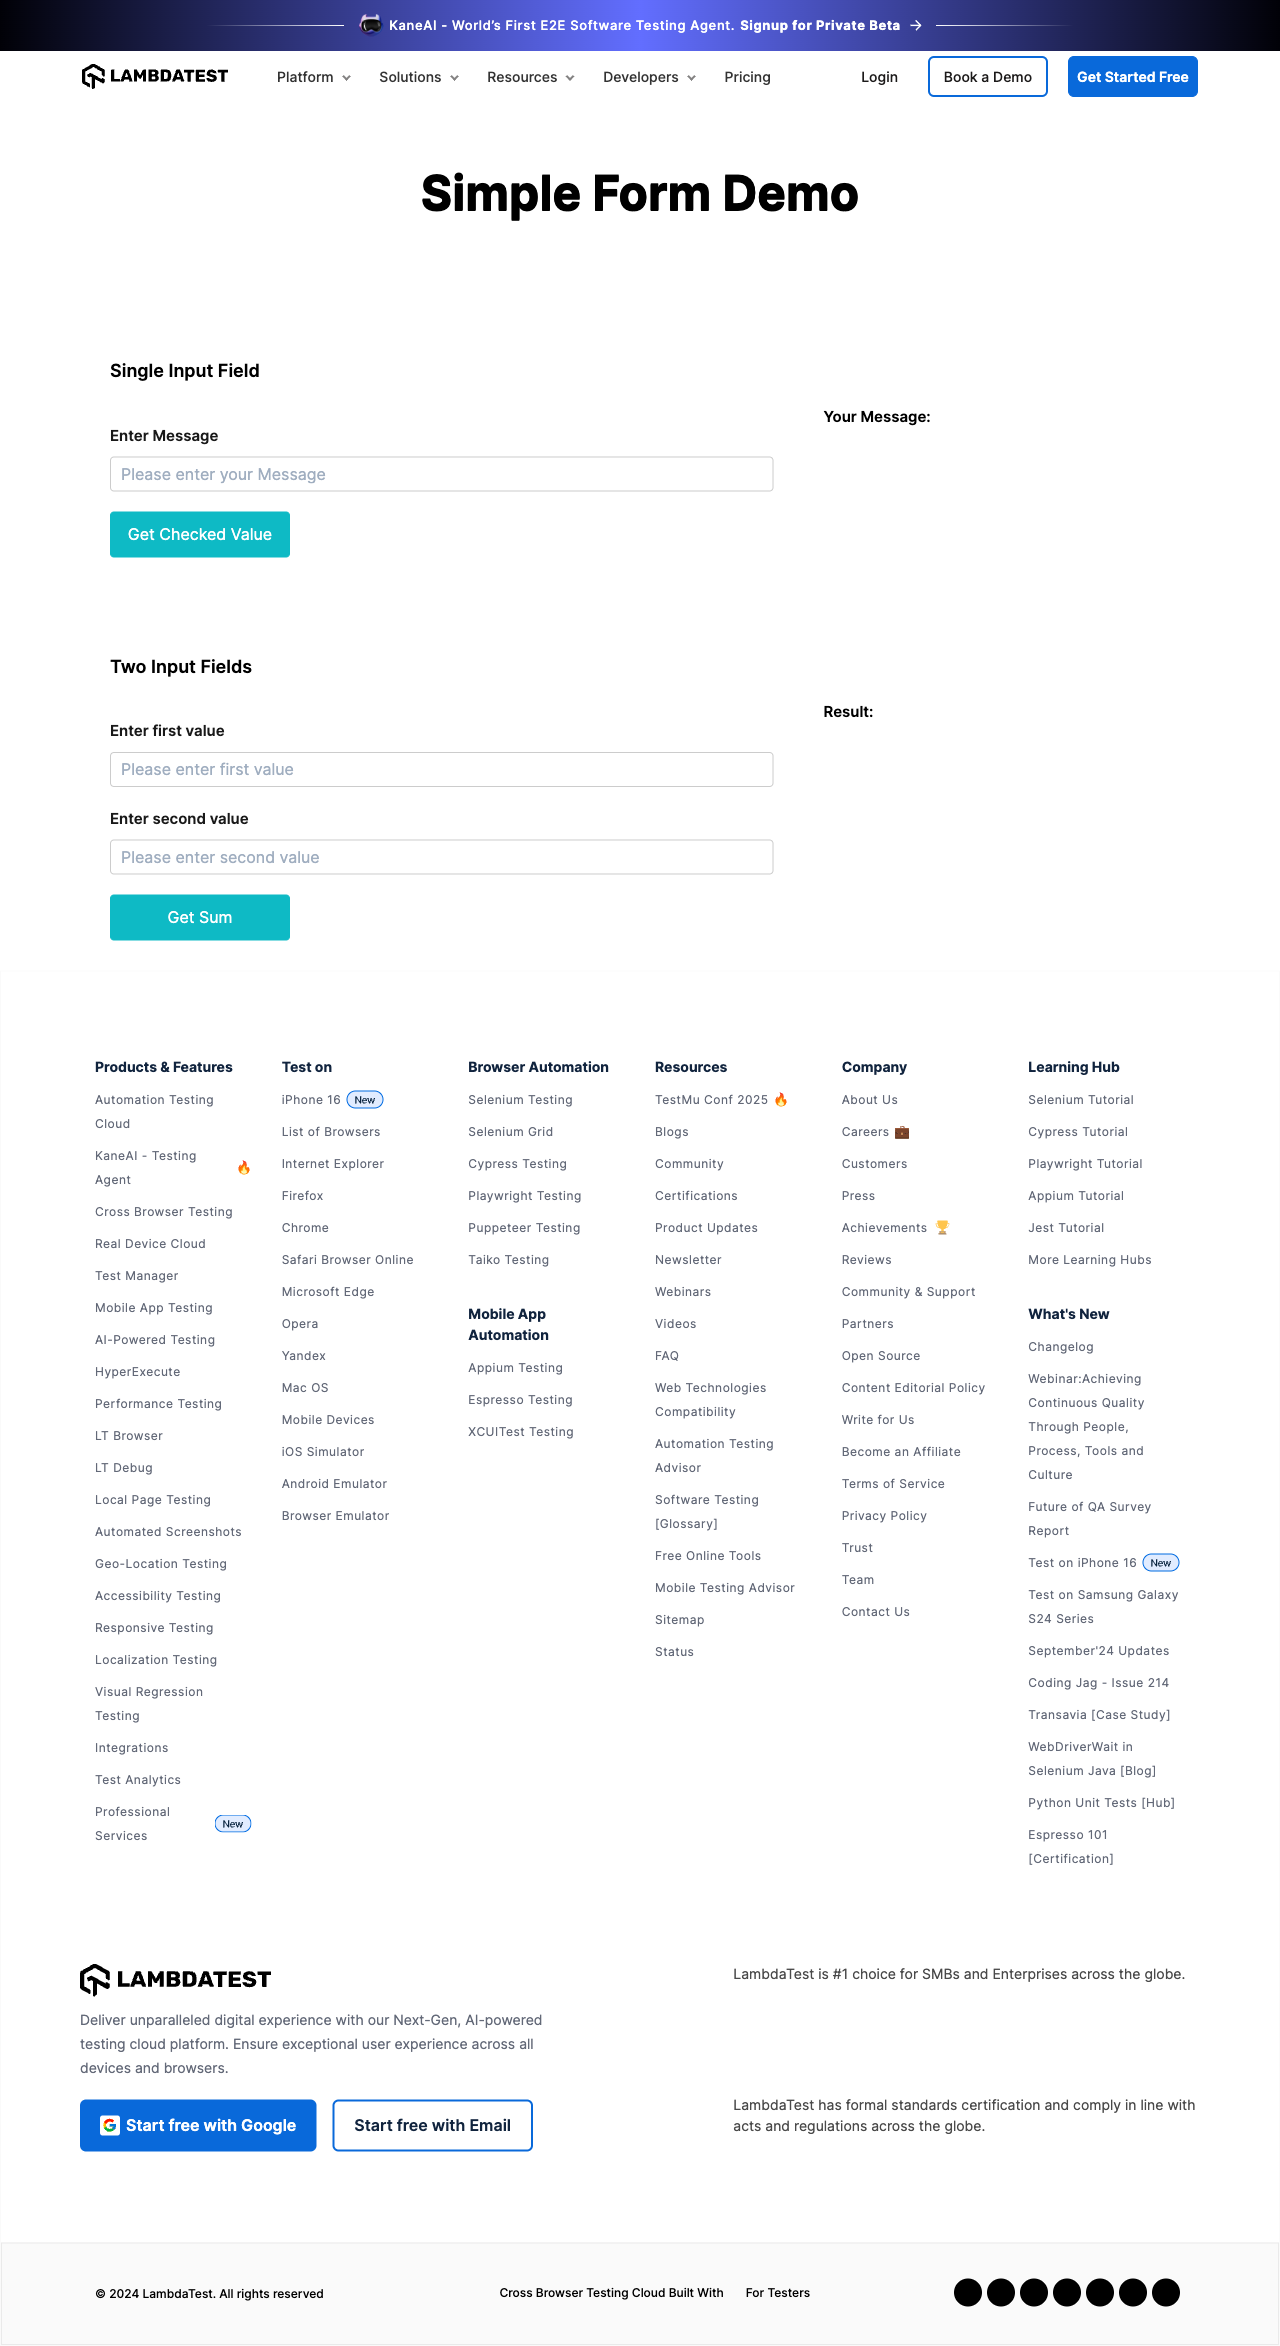 KaneAI - World's First E2E Software Testing Agent. Signup for Private Beta →
LAMBDATEST Platform Solutions Resources Developers Pricing Login Book a Demo Get Started Free
Simple Form Demo
Single Input Field
Your Message:
Enter Message
Please enter your Message
Get Checked Value
Two Input Fields
Result:
Enter first value
Please enter first value
Enter second value
Please enter second value
Get Sum
Products & Features
Automation Testing
Cloud
KaneAI - Testing
Agent 🔥
Cross Browser Testing
Real Device Cloud
Test Manager
Mobile App Testing
AI-Powered Testing
HyperExecute
Performance Testing
LT Browser
LT Debug
Local Page Testing
Automated Screenshots
Geo-Location Testing
Accessibility Testing
Responsive Testing
Localization Testing
Visual Regression
Testing
Integrations
Test Analytics
Professional
Services New
Test on
iPhone 16 New
List of Browsers
Internet Explorer
Firefox
Chrome
Safari Browser Online
Microsoft Edge
Opera
Yandex
Mac OS
Mobile Devices
iOS Simulator
Android Emulator
Browser Emulator
Browser Automation
Selenium Testing
Selenium Grid
Cypress Testing
Playwright Testing
Puppeteer Testing
Taiko Testing
Mobile App
Automation
Appium Testing
Espresso Testing
XCUITest Testing
Resources
TestMu Conf 2025 🔥
Blogs
Community
Certifications
Product Updates
Newsletter
Webinars
Videos
FAQ
Web Technologies
Compatibility
Automation Testing
Advisor
Software Testing
[Glossary]
Free Online Tools
Mobile Testing Advisor
Sitemap
Status
Company
About Us
Careers 💼
Customers
Press
Achievements 🏆
Reviews
Community & Support
Partners
Open Source
Content Editorial Policy
Write for Us
Become an Affiliate
Terms of Service
Privacy Policy
Trust
Team
Contact Us
Learning Hub
Selenium Tutorial
Cypress Tutorial
Playwright Tutorial
Appium Tutorial
Jest Tutorial
More Learning Hubs
What's New
Changelog
Webinar:Achieving
Continuous Quality
Through People,
Process, Tools and
Culture
Future of QA Survey
Report
Test on iPhone 16 New
Test on Samsung Galaxy
S24 Series
September'24 Updates
Coding Jag - Issue 214
Transavia [Case Study]
WebDriverWait in
Selenium Java [Blog]
Python Unit Tests [Hub]
Espresso 101
[Certification]
LAMBDATEST
Deliver unparalleled digital experience with our Next-Gen, AI-powered
testing cloud platform. Ensure exceptional user experience across all
devices and browsers.
Start free with Google Start free with Email
LambdaTest is #1 choice for SMBs and Enterprises across the globe.
LambdaTest has formal standards certification and comply in line with
acts and regulations across the globe.
© 2024 LambdaTest. All rights reserved
Cross Browser Testing Cloud Built With For Testers